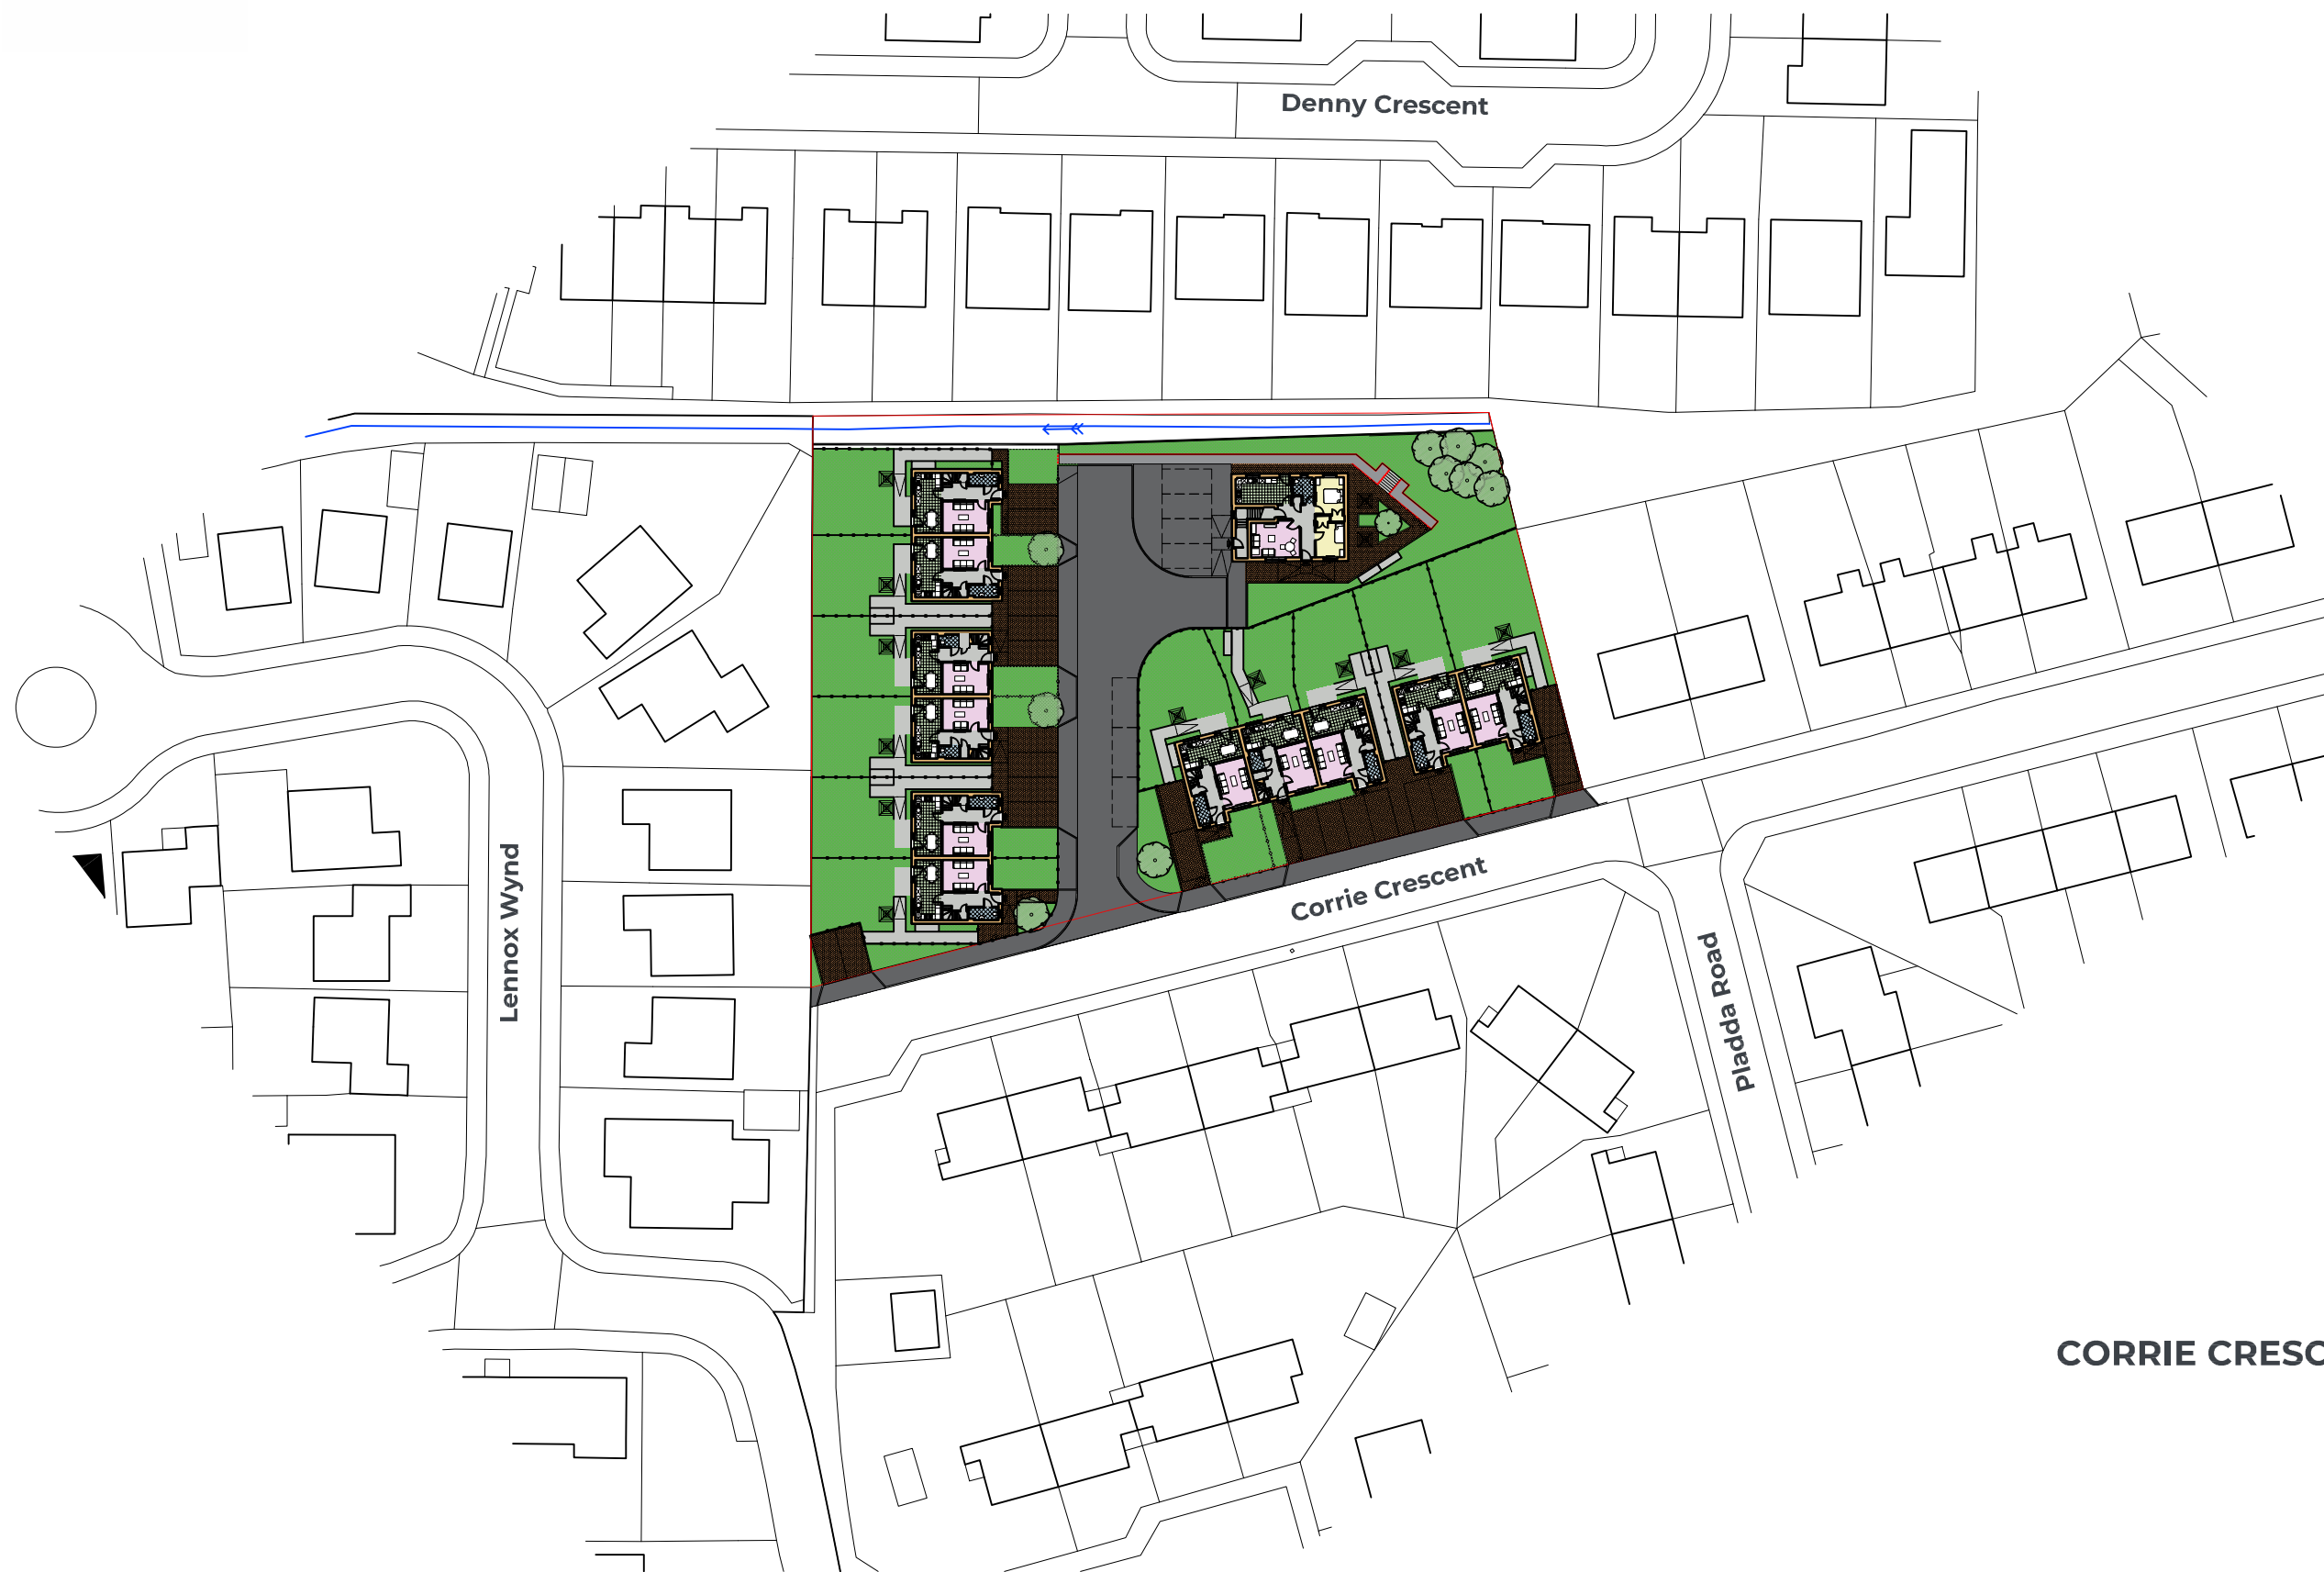 Denny Crescent
Lennox Wynd
Corrie Crescent
Pladda Road
CORRIE CRESC